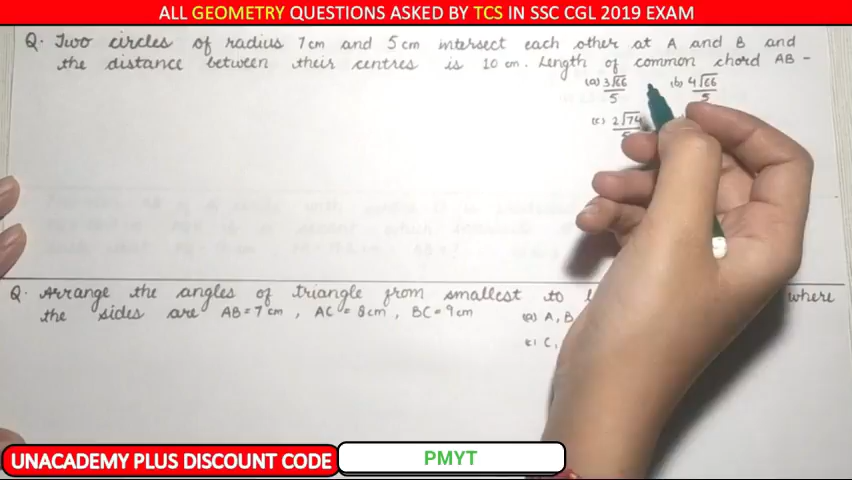 ALL GEOMETRY QUESTIONS ASKED BY TCS IN SSC CGL 2019 EXAM
Q. Two circles of radius 7cm and 5cm intersect each other at A and B and
the distance between their centres is 10 cm. Length of common chord AB -
(a) 3√66/5 (b) 4√66/5
(c) 2√74
Q. Arrange the angles of triangle from smallest to where
the sides are AB = 7cm, AC = 8cm, BC = 9cm (a) A, B
(c) C,
UNACADEMY PLUS DISCOUNT CODE PMYT